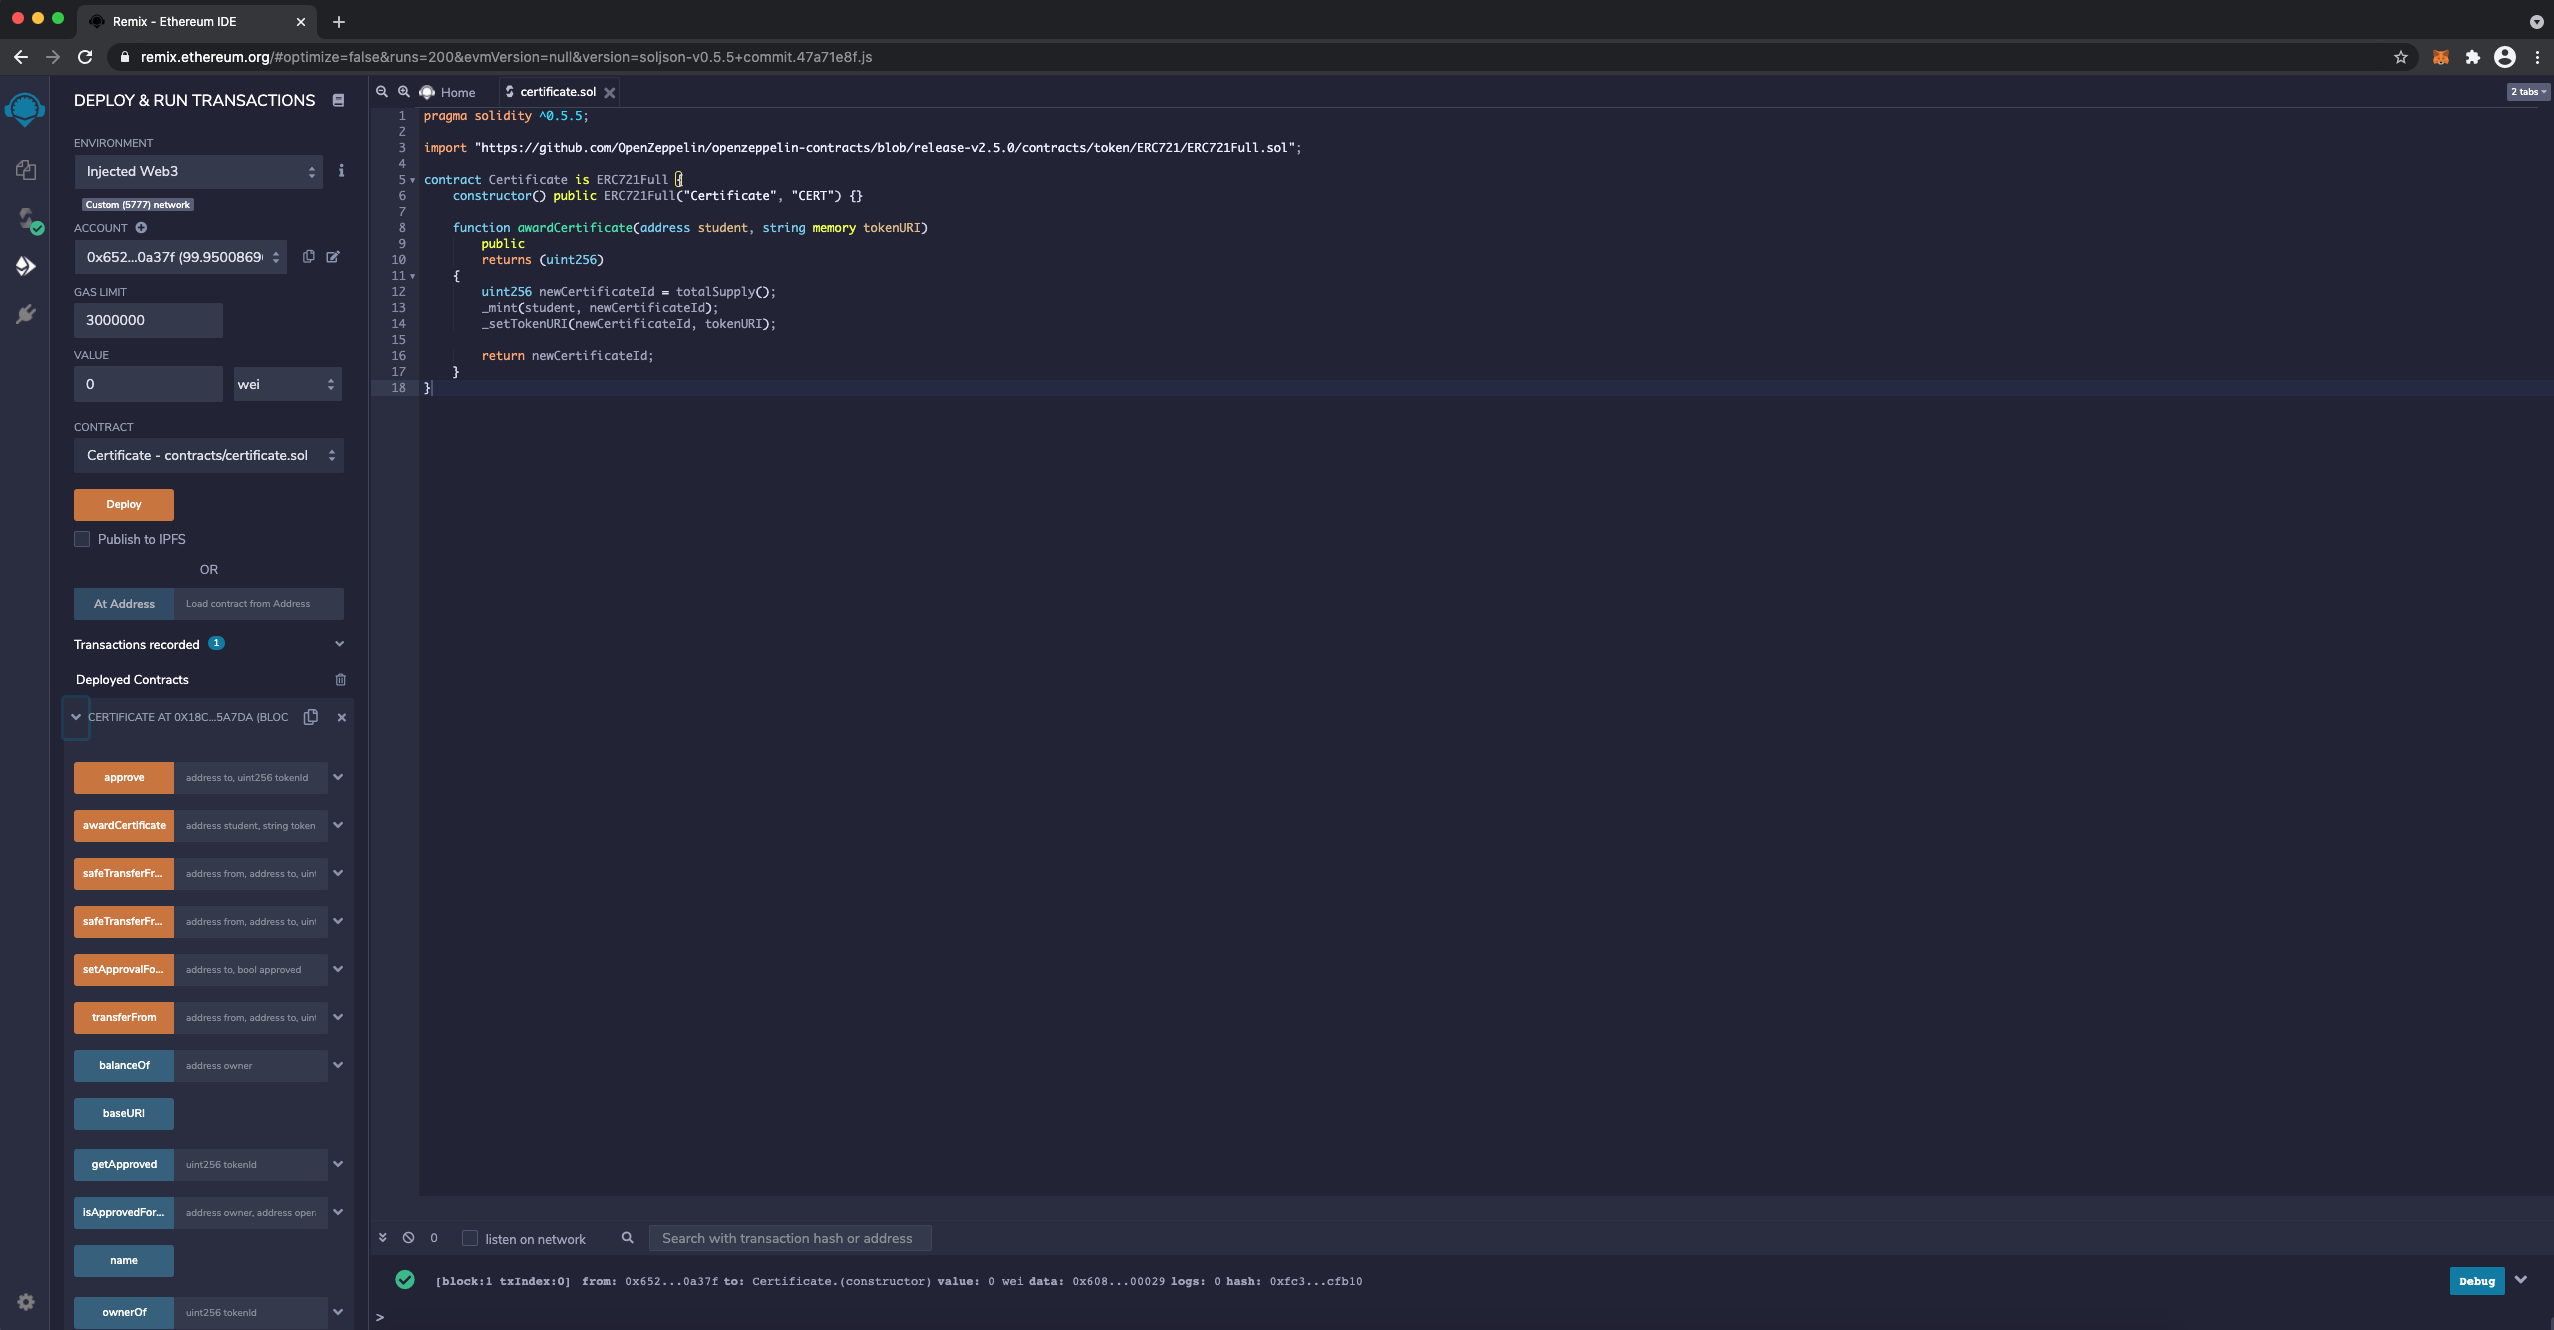 Remix - Ethereum IDE
remix.ethereum.org/#optimize=false&runs=200&evmVersion=null&version=soljson-v0.5.5+commit.47a71e8f.js
DEPLOY & RUN TRANSACTIONS
ENVIRONMENT
Injected Web3
Custom (5777) network
ACCOUNT
0x652...0a37f (99.9500869
GAS LIMIT
3000000
VALUE
0
wei
CONTRACT
Certificate - contracts/certificate.sol
Deploy
Publish to IPFS
OR
At Address
Load contract from Address
Transactions recorded 1
Deployed Contracts
CERTIFICATE AT 0X18C...5A7DA (BLOC
approve address to, uint256 tokenId
awardCertificate address student, string token
safeTransferFr... address from, address to, uint
safeTransferFr... address from, address to, uint
setApprovalFo... address to, bool approved
transferFrom address from, address to, uint
balanceOf address owner
baseURI
getApproved uint256 tokenId
isApprovedFor... address owner, address oper
name
ownerOf uint256 tokenId
Home
certificate.sol
2 tabs
1 pragma solidity ^0.5.5;
2
3 import "https://github.com/OpenZeppelin/openzeppelin-contracts/blob/release-v2.5.0/contracts/token/ERC721/ERC721Full.sol";
4
5 contract Certificate is ERC721Full {
6 constructor() public ERC721Full("Certificate", "CERT") {}
7
8 function awardCertificate(address student, string memory tokenURI)
9 public
10 returns (uint256)
11 {
12 uint256 newCertificateId = totalSupply();
13 _mint(student, newCertificateId);
14 _setTokenURI(newCertificateId, tokenURI);
15
16 return newCertificateId;
17 }
18 }
0
listen on network
Search with transaction hash or address
[block:1 txIndex:0] from: 0x652...0a37f to: Certificate.(constructor) value: 0 wei data: 0x608...00029 logs: 0 hash: 0xfc3...cfb10
Debug
>